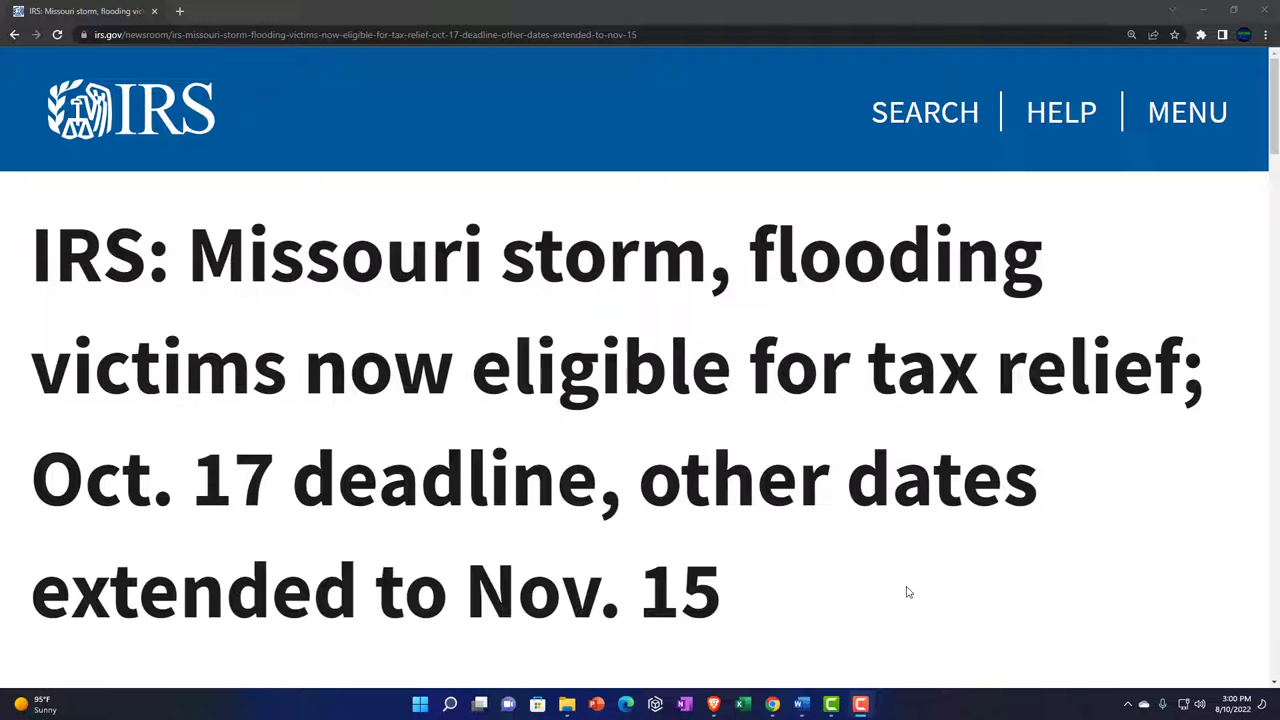 IRS: Missouri storm, flooding vic
irs.gov/newsroom/irs-missouri-storm-flooding-victims-now-eligible-for-tax-relief-oct-17-deadline-other-dates-extended-to-nov-15
IRS
SEARCH
HELP
MENU
IRS: Missouri storm, flooding
victims now eligible for tax relief;
Oct. 17 deadline, other dates
extended to Nov. 15
95°F
Sunny
3:00 PM
8/10/2022